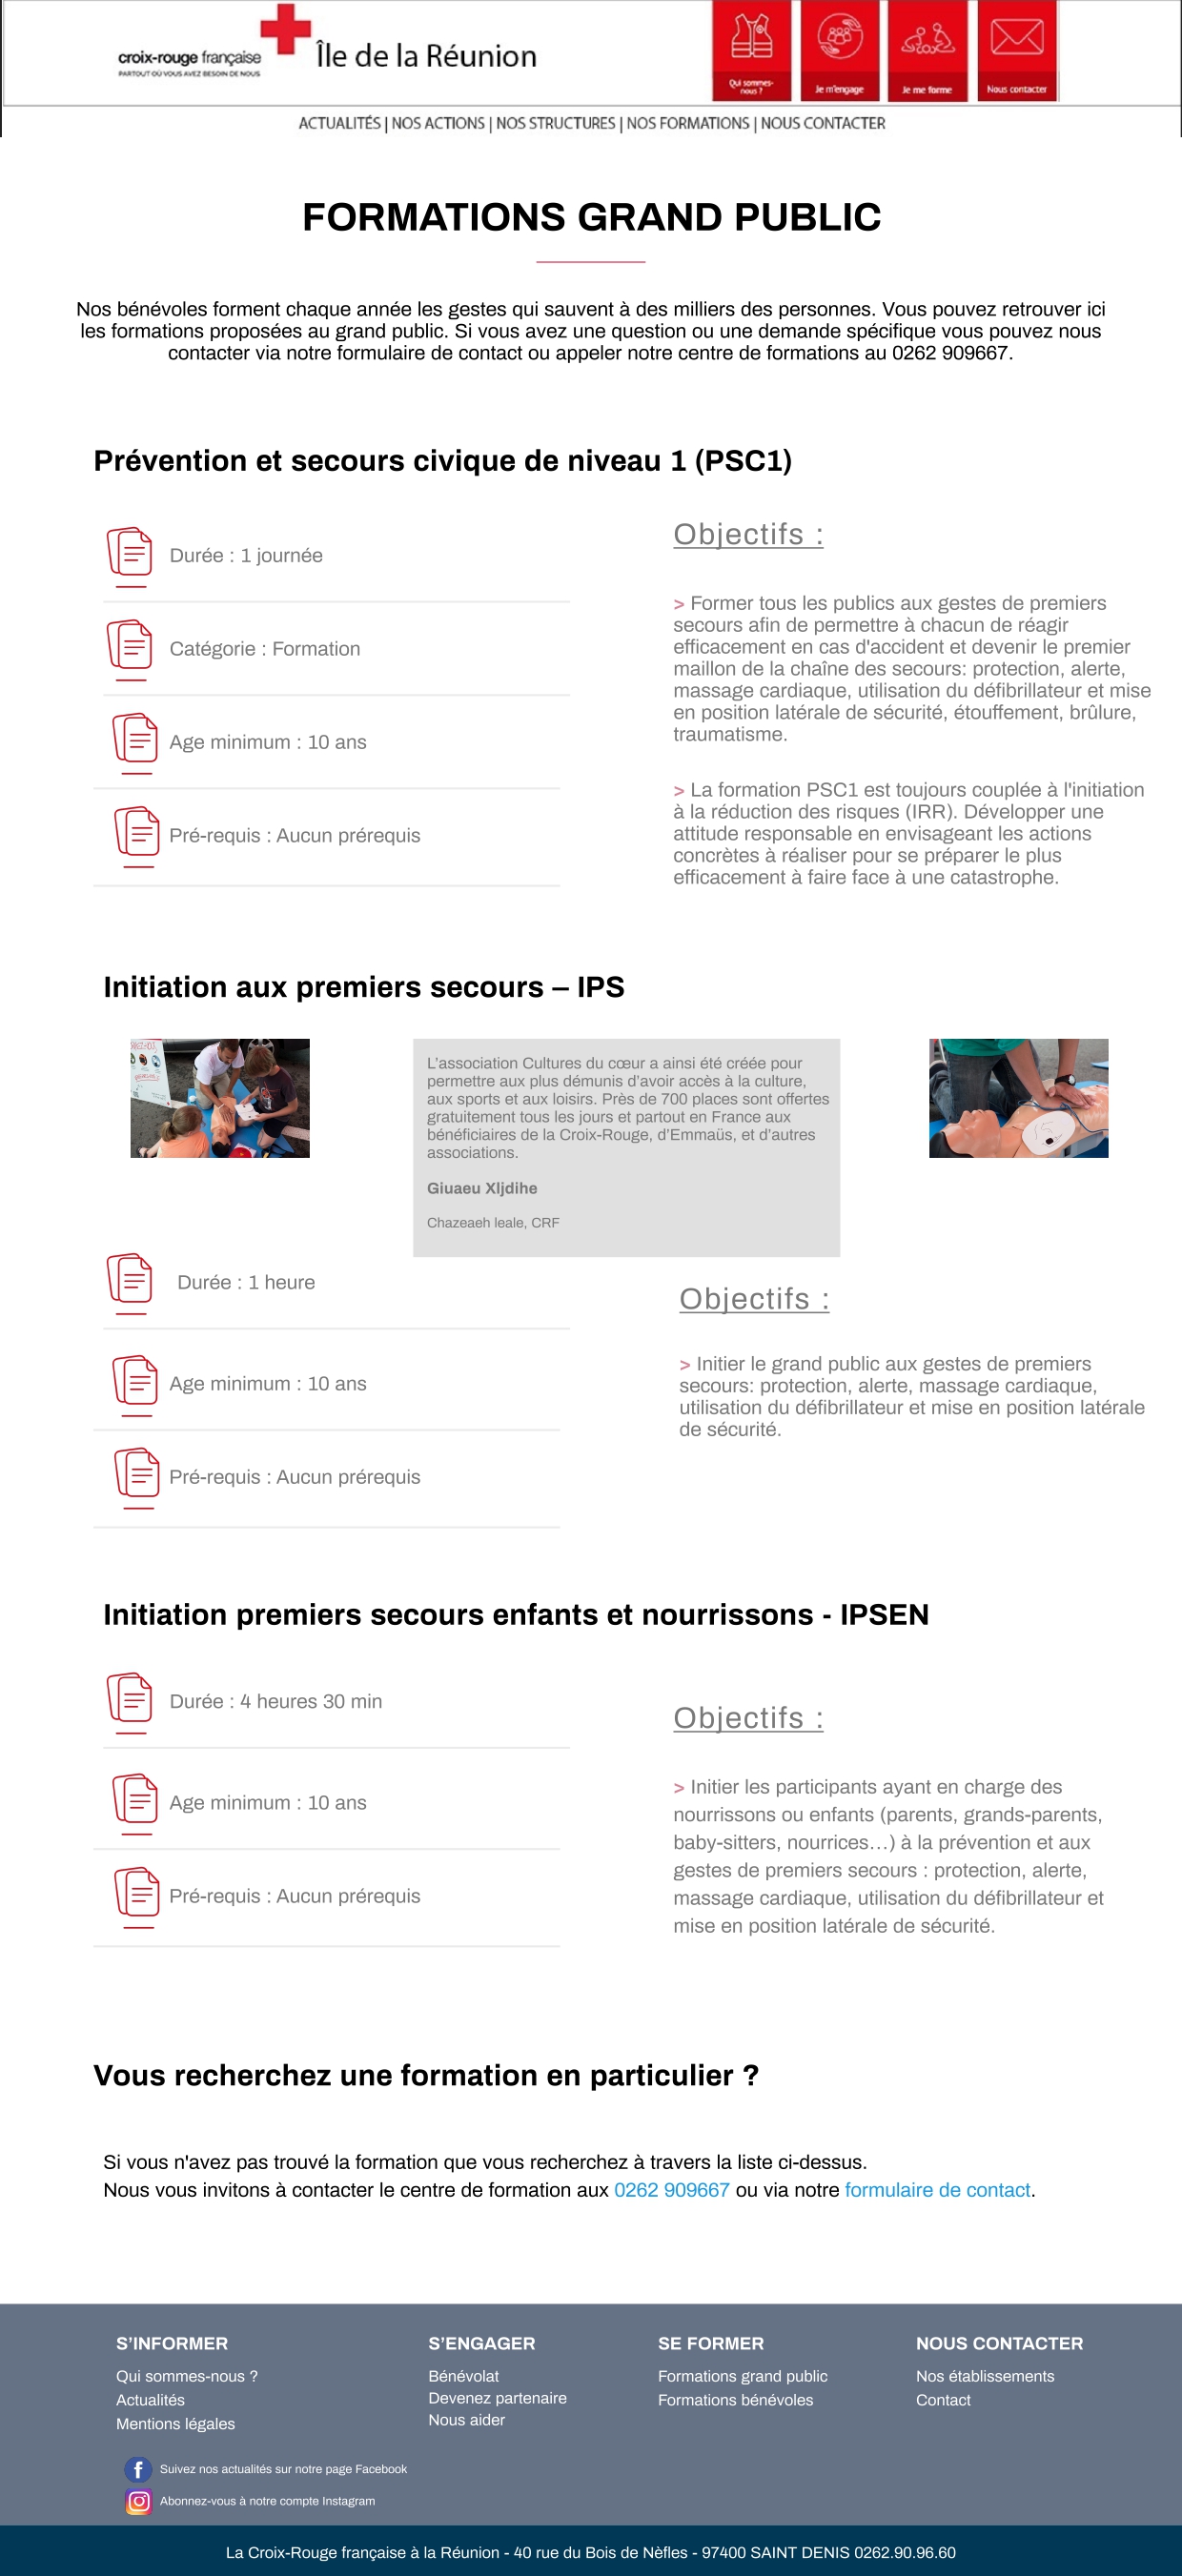 croix-rouge française
PARTOUT OÙ VOUS AVEZ BESOIN DE NOUS
Île de la Réunion
Qui sommes-
nous ?
Je m'engage
Je me forme
Nous contacter
ACTUALITÉS | NOS ACTIONS | NOS STRUCTURES | NOS FORMATIONS | NOUS CONTACTER
FORMATIONS GRAND PUBLIC
Nos bénévoles forment chaque année les gestes qui sauvent à des milliers des personnes. Vous pouvez retrouver ici
les formations proposées au grand public. Si vous avez une question ou une demande spécifique vous pouvez nous
contacter via notre formulaire de contact ou appeler notre centre de formations au 0262 909667.
Prévention et secours civique de niveau 1 (PSC1)
Durée : 1 journée
Catégorie : Formation
Age minimum : 10 ans
Pré-requis : Aucun prérequis
Objectifs :
> Former tous les publics aux gestes de premiers
secours afin de permettre à chacun de réagir
efficacement en cas d'accident et devenir le premier
maillon de la chaîne des secours: protection, alerte,
massage cardiaque, utilisation du défibrillateur et mise
en position latérale de sécurité, étouffement, brûlure,
traumatisme.
> La formation PSC1 est toujours couplée à l'initiation
à la réduction des risques (IRR). Développer une
attitude responsable en envisageant les actions
concrètes à réaliser pour se préparer le plus
efficacement à faire face à une catastrophe.
Initiation aux premiers secours – IPS
L’association Cultures du cœur a ainsi été créée pour
permettre aux plus démunis d’avoir accès à la culture,
aux sports et aux loisirs. Près de 700 places sont offertes
gratuitement tous les jours et partout en France aux
bénéficiaires de la Croix-Rouge, d’Emmaüs, et d’autres
associations.
Giuaeu Xljdihe
Chazeaeh leale, CRF
Durée : 1 heure
Age minimum : 10 ans
Pré-requis : Aucun prérequis
Objectifs :
> Initier le grand public aux gestes de premiers
secours: protection, alerte, massage cardiaque,
utilisation du défibrillateur et mise en position latérale
de sécurité.
Initiation premiers secours enfants et nourrissons - IPSEN
Durée : 4 heures 30 min
Age minimum : 10 ans
Pré-requis : Aucun prérequis
Objectifs :
> Initier les participants ayant en charge des
nourrissons ou enfants (parents, grands-parents,
baby-sitters, nourrices…) à la prévention et aux
gestes de premiers secours : protection, alerte,
massage cardiaque, utilisation du défibrillateur et
mise en position latérale de sécurité.
Vous recherchez une formation en particulier ?
Si vous n'avez pas trouvé la formation que vous recherchez à travers la liste ci-dessus.
Nous vous invitons à contacter le centre de formation aux 0262 909667 ou via notre formulaire de contact.
S’INFORMER
Qui sommes-nous ?
Actualités
Mentions légales
S’ENGAGER
Bénévolat
Devenez partenaire
Nous aider
SE FORMER
Formations grand public
Formations bénévoles
NOUS CONTACTER
Nos établissements
Contact
Suivez nos actualités sur notre page Facebook
Abonnez-vous à notre compte Instagram
La Croix-Rouge française à la Réunion - 40 rue du Bois de Nèfles - 97400 SAINT DENIS 0262.90.96.60